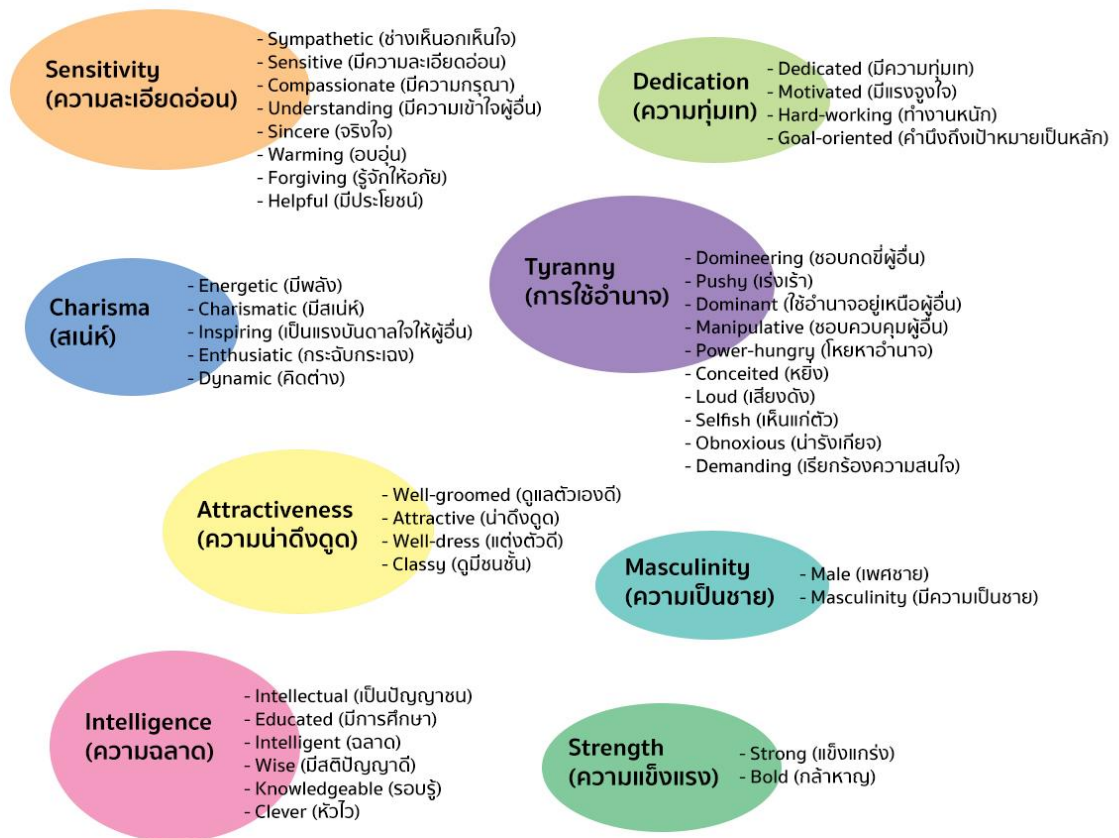 Sensitivity
(ความละเอียดอ่อน)
- Sympathetic (ช่างเห็นอกเห็นใจ)
- Sensitive (มีความละเอียดอ่อน)
- Compassionate (มีความกรุณา)
- Understanding (มีความเข้าใจผู้อื่น)
- Sincere (จริงใจ)
- Warming (อบอุ่น)
- Forgiving (รู้จักให้อภัย)
- Helpful (มีประโยชน์)
Dedication
(ความทุ่มเท)
- Dedicated (มีความทุ่มเท)
- Motivated (มีแรงจูงใจ)
- Hard-working (ทำงานหนัก)
- Goal-oriented (คำนึงถึงเป้าหมายเป็นหลัก)
Charisma
(สเน่ห์)
- Energetic (มีพลัง)
- Charismatic (มีสเน่ห์)
- Inspiring (เป็นแรงบันดาลใจให้ผู้อื่น)
- Enthusiatic (กระฉับกระเฉง)
- Dynamic (คิดต่าง)
Tyranny
(การใช้อำนาจ)
- Domineering (ชอบกดขี่ผู้อื่น)
- Pushy (เร่งเร้า)
- Dominant (ใช้อำนาจอยู่เหนือผู้อื่น)
- Manipulative (ชอบควบคุมผู้อื่น)
- Power-hungry (โหยหาอำนาจ)
- Conceited (หยิ่ง)
- Loud (เสียงดัง)
- Selfish (เห็นแก่ตัว)
- Obnoxious (น่ารังเกียจ)
- Demanding (เรียกร้องความสนใจ)
Attractiveness
(ความน่าดึงดูด)
- Well-groomed (ดูแลตัวเองดี)
- Attractive (น่าดึงดูด)
- Well-dress (แต่งตัวดี)
- Classy (ดูมีชนชั้น)
Masculinity
(ความเป็นชาย)
- Male (เพศชาย)
- Masculinity (มีความเป็นชาย)
Intelligence
(ความฉลาด)
- Intellectual (เป็นปัญญาชน)
- Educated (มีการศึกษา)
- Intelligent (ฉลาด)
- Wise (มีสติปัญญาดี)
- Knowledgeable (รอบรู้)
- Clever (หัวไว)
Strength
(ความแข็งแรง)
- Strong (แข็งแกร่ง)
- Bold (กล้าหาญ)